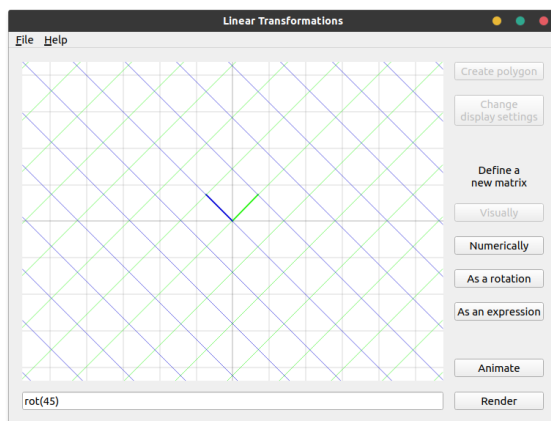 Linear Transformations
File Help
Create polygon
Change
display settings
Define a
new matrix
Visually
Numerically
As a rotation
As an expression
Animate
rot(45)
Render